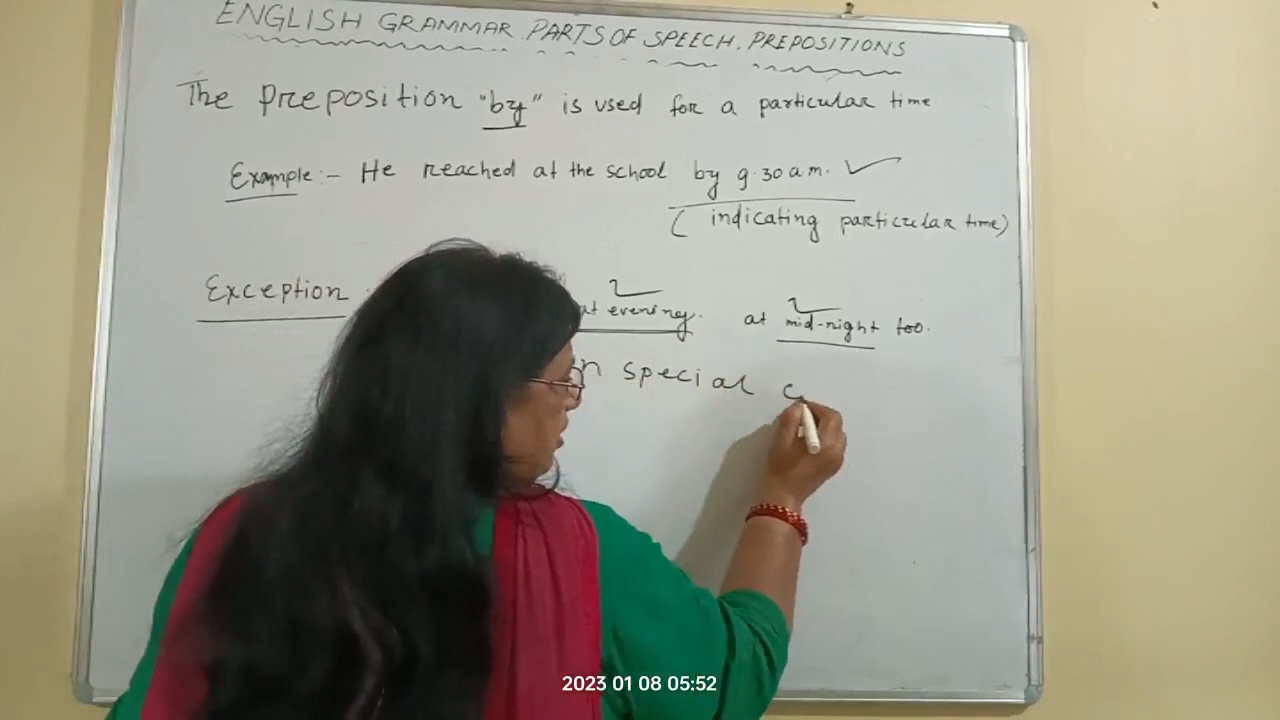 ENGLISH GRAMMAR PARTS OF SPEECH. PREPOSITIONS
The preposition "by" is used for a particular time
Example:- He reached at the school by 9.30 a.m.
( indicating particular time)
Exception at evening. at mid-night too.
special
2023 01 08 05:52